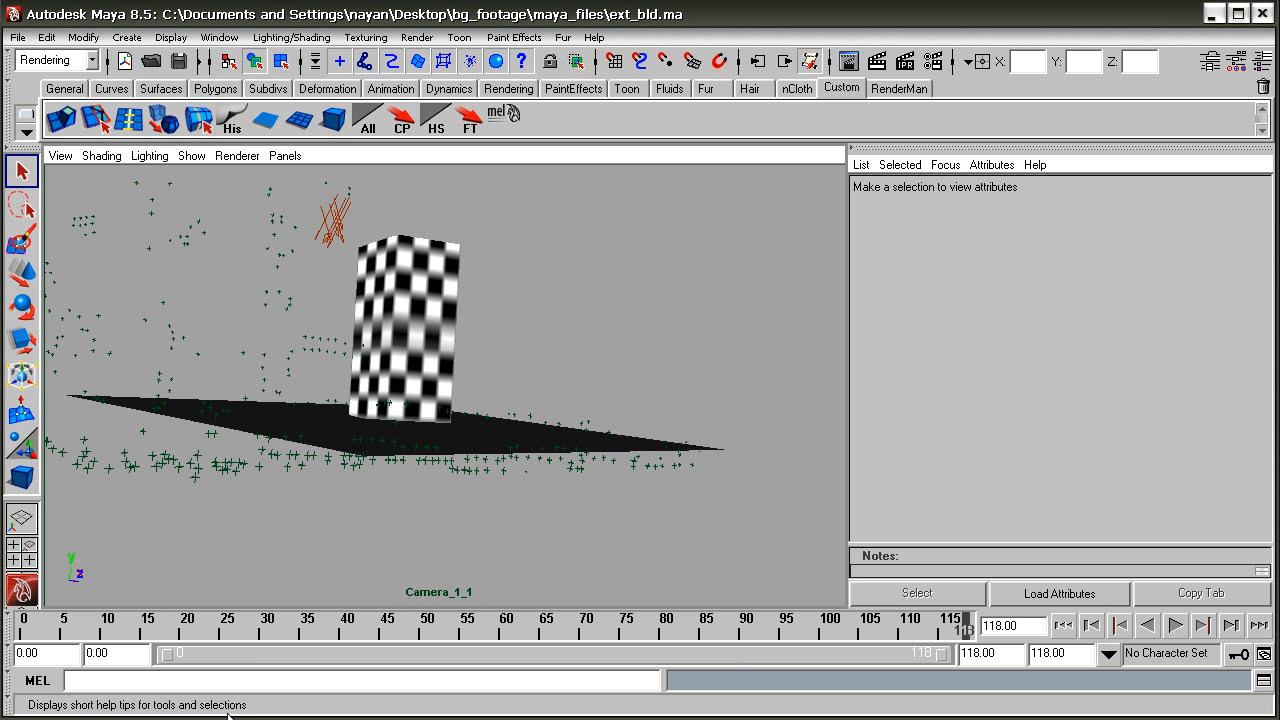 Autodesk Maya 8.5: C:\Documents and Settings\nayan\Desktop\bg_footage\maya_files\ext_bld.ma
File Edit Modify Create Display Window Lighting/Shading Texturing Render Toon Paint Effects Fur Help
Rendering ? IPR X: Y: Z:
General Curves Surfaces Polygons Subdivs Deformation Animation Dynamics Rendering PaintEffects Toon Fluids Fur Hair nCloth Custom RenderMan
His All CP HS FT mel
View Shading Lighting Show Renderer Panels
List Selected Focus Attributes Help
Make a selection to view attributes
Notes:
y
z
Camera_1_1
Select Load Attributes Copy Tab
0 5 10 15 20 25 30 35 40 45 50 55 60 65 70 75 80 85 90 95 100 105 110 115 118 118.00
0.00 0.00 0 118 118.00 118.00 No Character Set
MEL
Displays short help tips for tools and selections